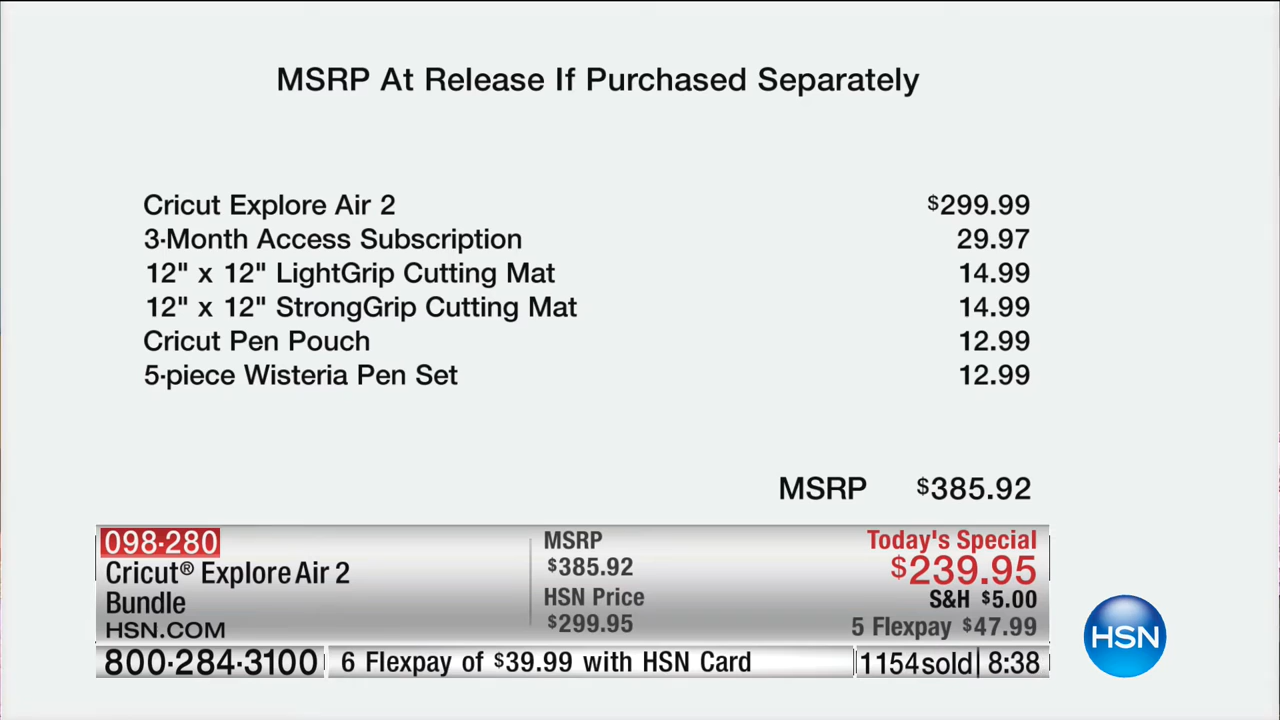 MSRP At Release If Purchased Separately
Cricut Explore Air 2 $299.99
3-Month Access Subscription 29.97
12" x 12" LightGrip Cutting Mat 14.99
12" x 12" StrongGrip Cutting Mat 14.99
Cricut Pen Pouch 12.99
5-piece Wisteria Pen Set 12.99
MSRP $385.92
098-280
Cricut® Explore Air 2
Bundle
HSN.COM
MSRP
$385.92
HSN Price
$299.95
Today's Special
$239.95
S&H $5.00
5 Flexpay $47.99
800-284-3100
6 Flexpay of $39.99 with HSN Card
1154 sold 8:38
HSN